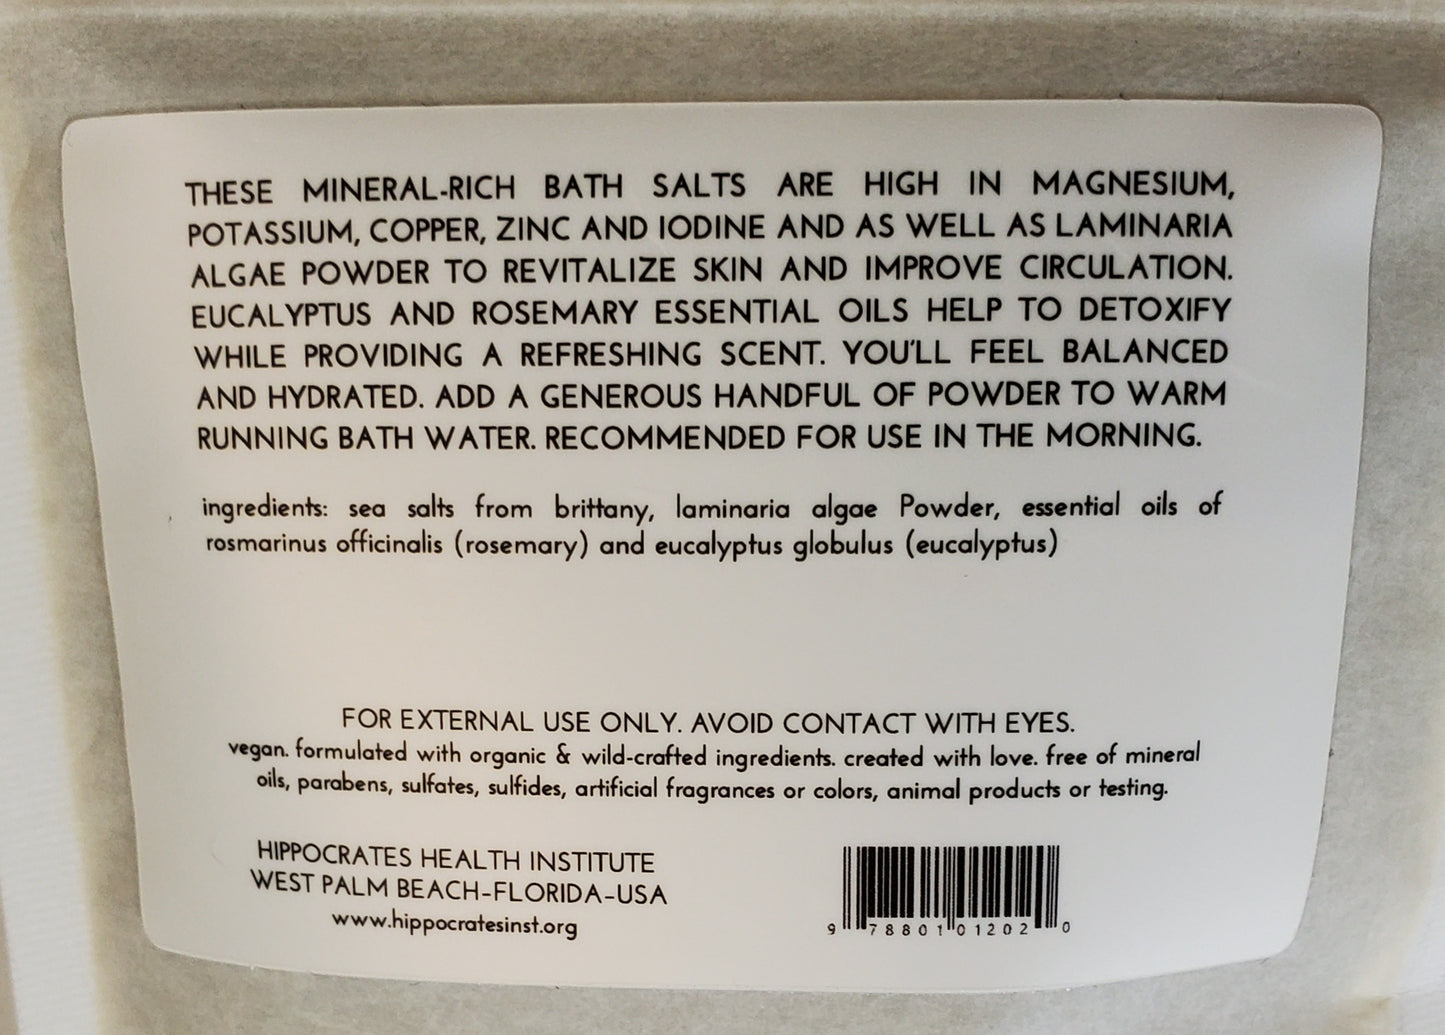 THESE MINERAL-RICH BATH SALTS ARE HIGH IN MAGNESIUM,
POTASSIUM, COPPER, ZINC AND IODINE AND AS WELL AS LAMINARIA
ALGAE POWDER TO REVITALIZE SKIN AND IMPROVE CIRCULATION.
EUCALYPTUS AND ROSEMARY ESSENTIAL OILS HELP TO DETOXIFY
WHILE PROVIDING A REFRESHING SCENT. YOU'LL FEEL BALANCED
AND HYDRATED. ADD A GENEROUS HANDFUL OF POWDER TO WARM
RUNNING BATH WATER. RECOMMENDED FOR USE IN THE MORNING.
ingredients: sea salts from brittany, laminaria algae Powder, essential oils of
rosmarinus officinalis (rosemary) and eucalyptus globulus (eucalyptus)
FOR EXTERNAL USE ONLY. AVOID CONTACT WITH EYES.
vegan. formulated with organic & wild-crafted ingredients. created with love. free of mineral
oils, parabens, sulfates, sulfides, artificial fragrances or colors, animal products or testing.
HIPPOCRATES HEALTH INSTITUTE
WEST PALM BEACH-FLORIDA-USA
www.hippocratesinst.org
9 78801 01202 0